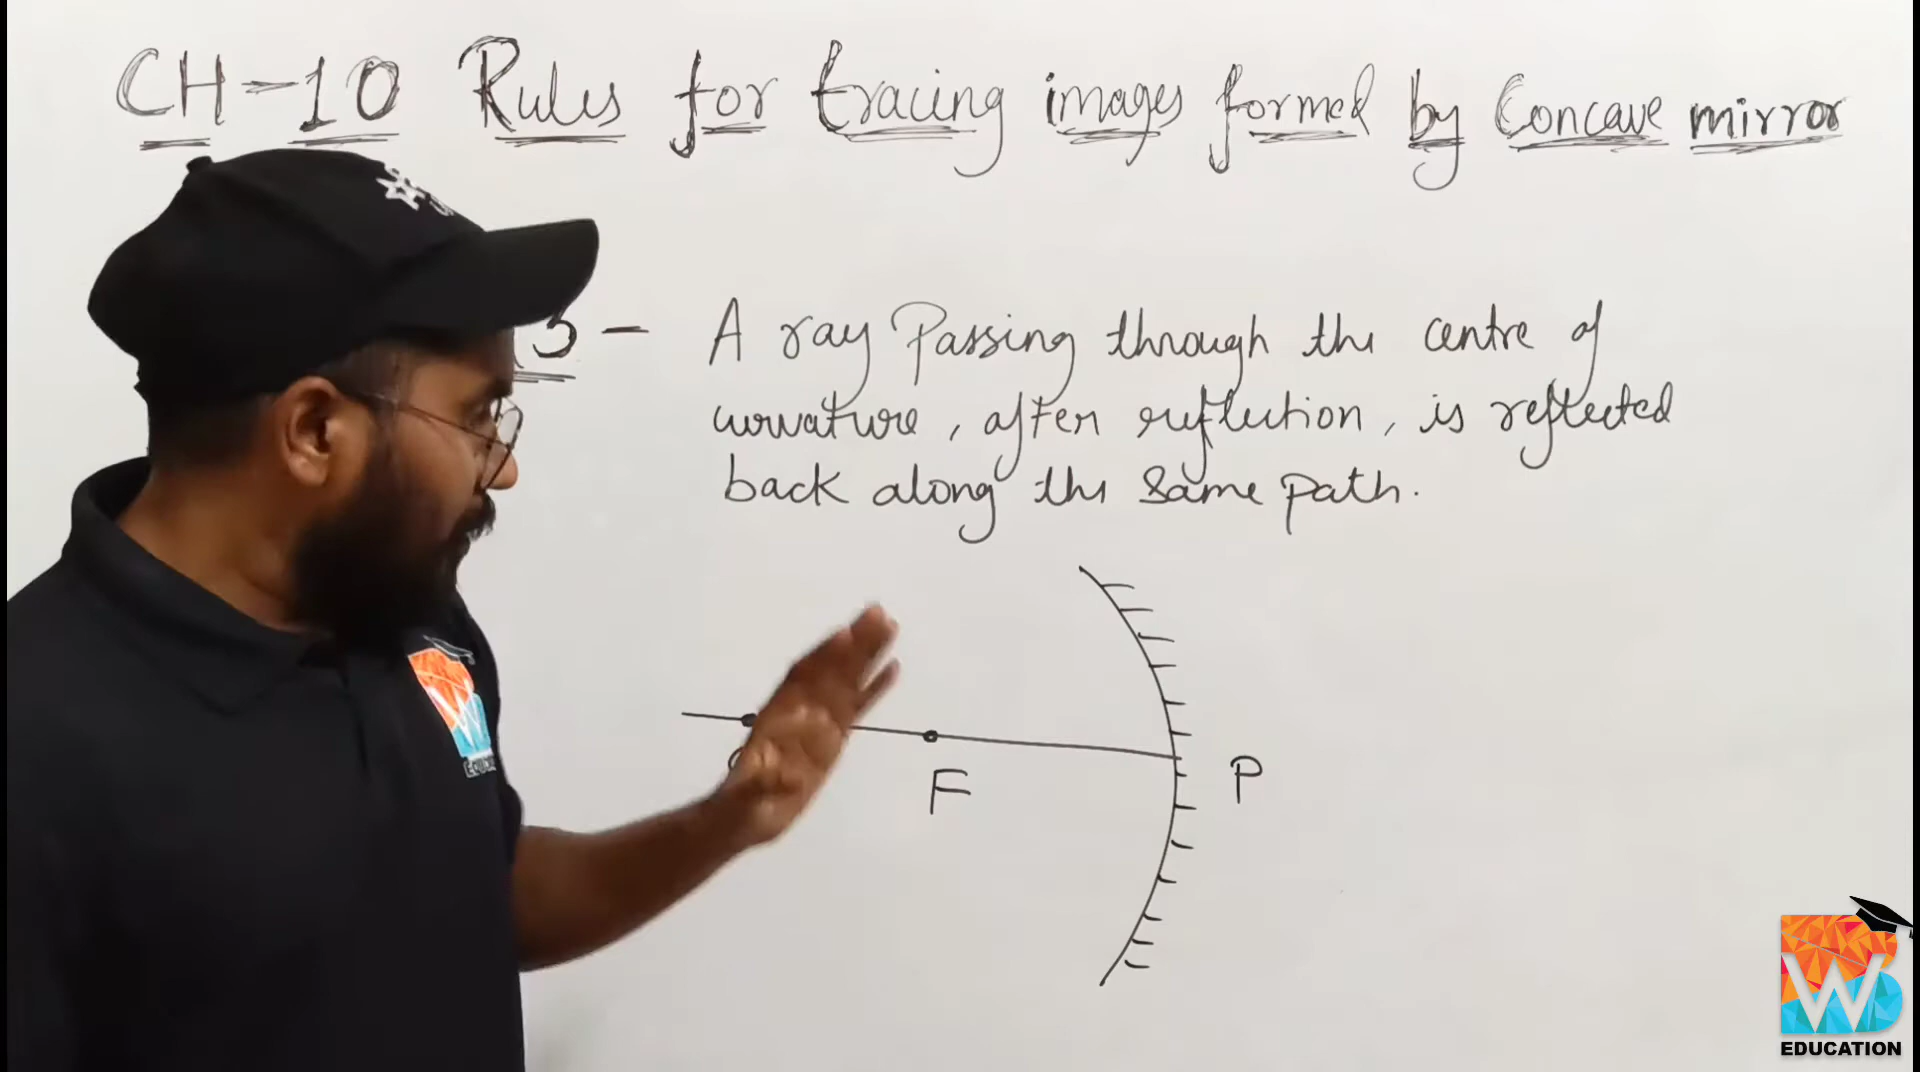 CH-10 Rules for tracing images formed by Concave mirror
3 - A ray Passing through the centre of
curvature, after reflection, is reflected
back along the same path.
F
P
W
EDUCATION